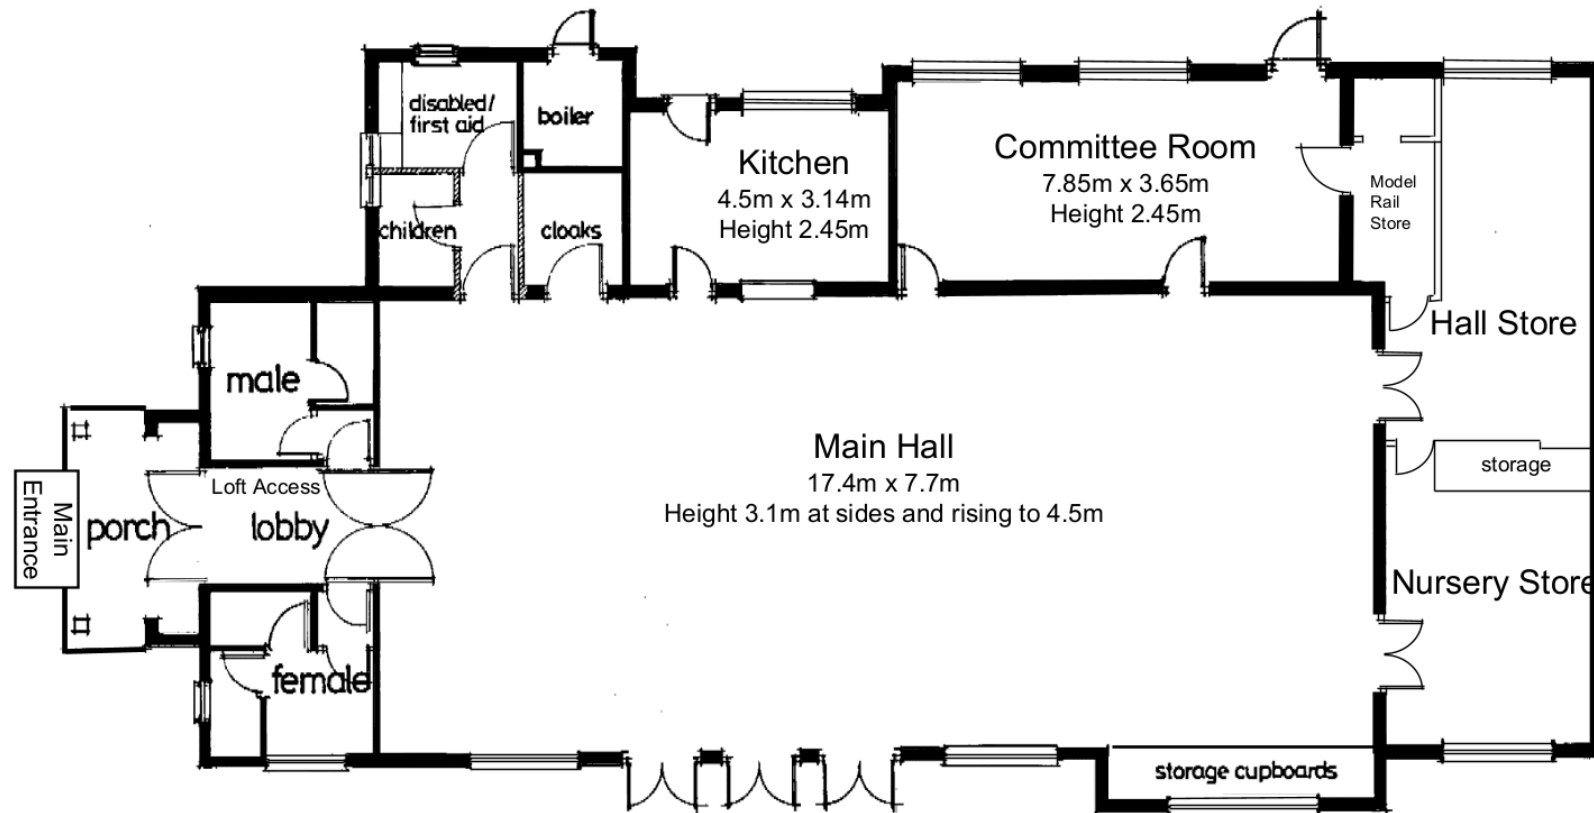 disabled/
first aid
boiler
Kitchen
4.5m x 3.14m
Height 2.45m
Committee Room
7.85m x 3.65m
Height 2.45m
Model
Rail
Store
children
cloaks
Hall Store
male
Main Hall
17.4m x 7.7m
Height 3.1m at sides and rising to 4.5m
storage
Loft Access
Main
Entrance
porch
lobby
Nursery Store
female
storage cupboards